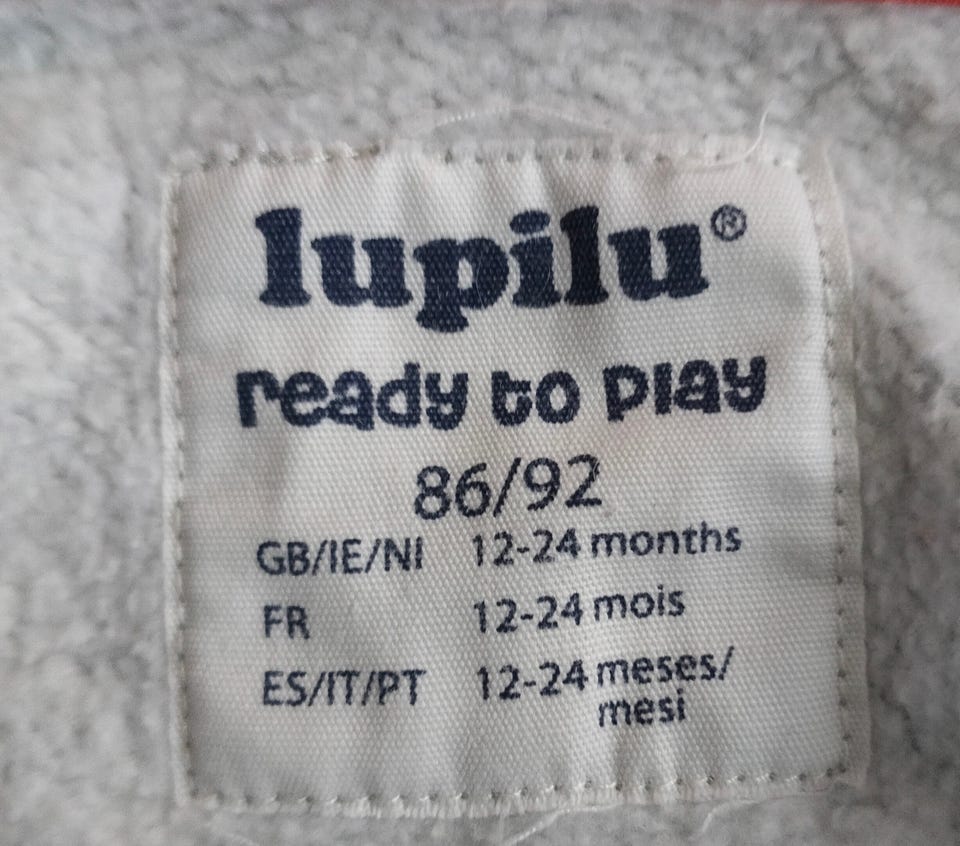 lupilu®
ready to play
86/92
GB/IE/NI 12-24 months
FR 12-24 mois
ES/IT/PT 12-24 meses/
mesi